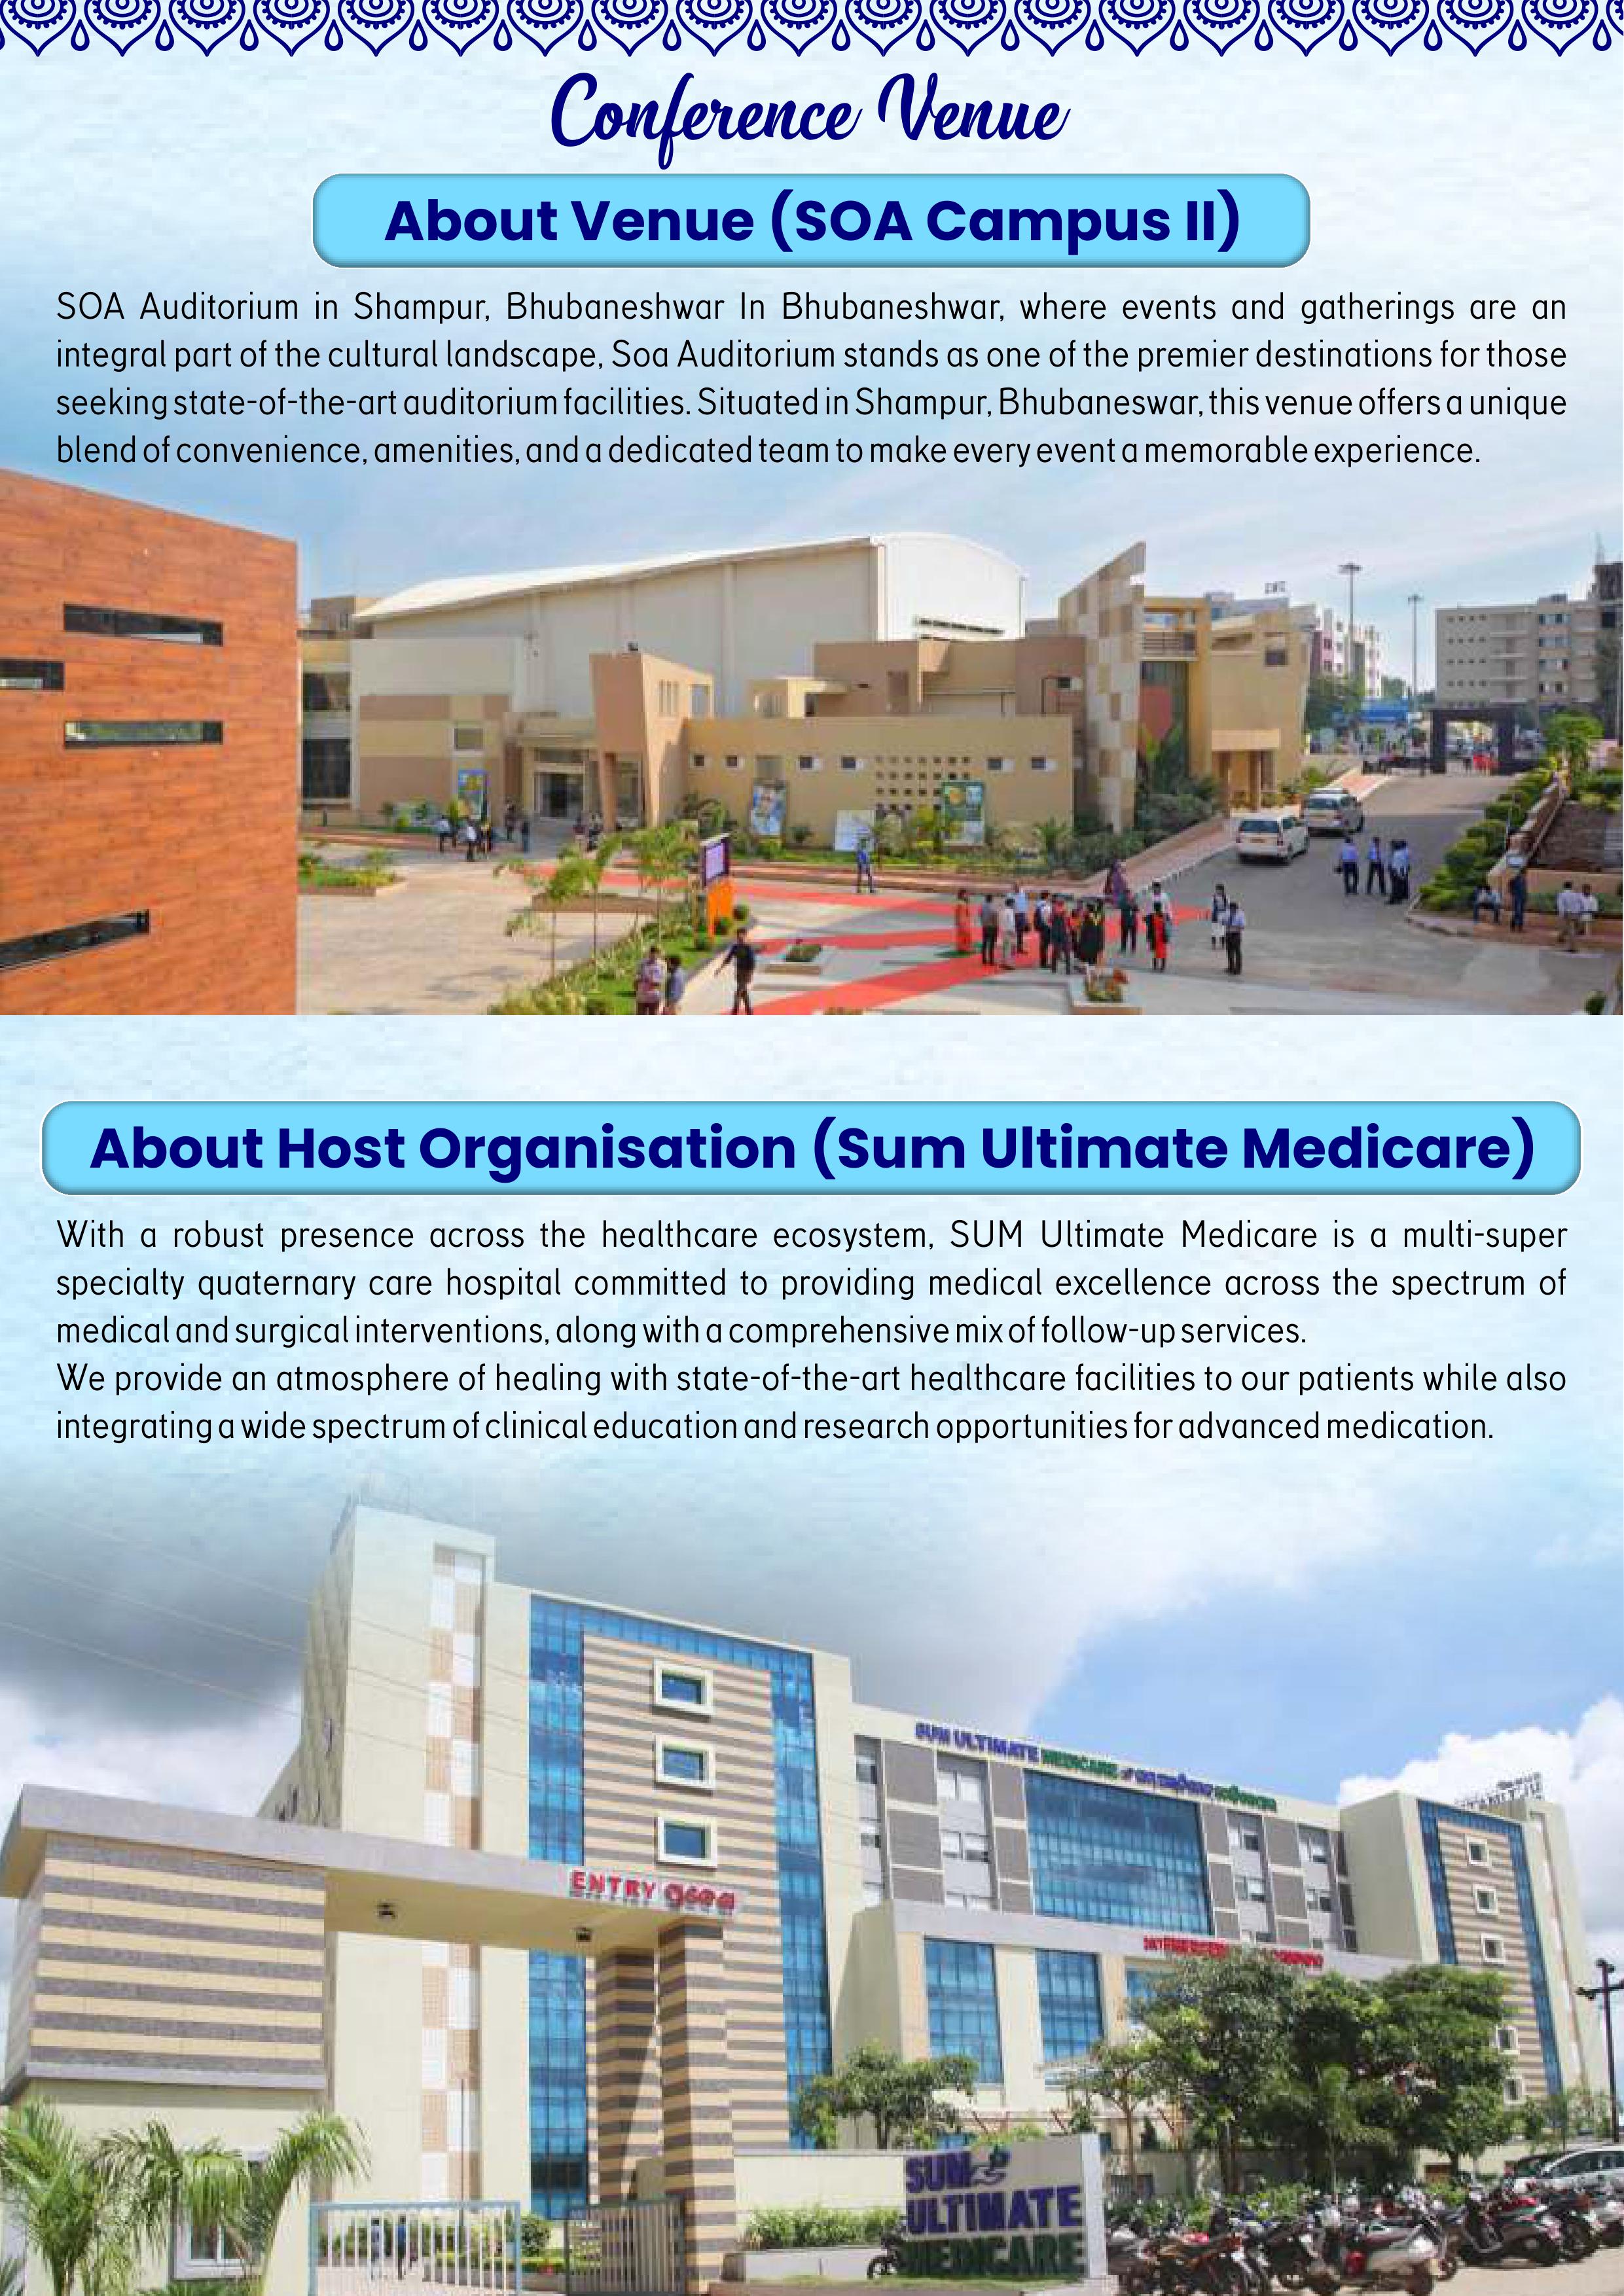 Conference Venue
About Venue (SOA Campus II)
SOA Auditorium in Shampur, Bhubaneshwar In Bhubaneshwar, where events and gatherings are an
integral part of the cultural landscape, Soa Auditorium stands as one of the premier destinations for those
seeking state-of-the-art auditorium facilities. Situated in Shampur, Bhubaneswar, this venue offers a unique
blend of convenience, amenities, and a dedicated team to make every event a memorable experience.
About Host Organisation (Sum Ultimate Medicare)
With a robust presence across the healthcare ecosystem, SUM Ultimate Medicare is a multi-super
specialty quaternary care hospital committed to providing medical excellence across the spectrum of
medical and surgical interventions, along with a comprehensive mix of follow-up services.
We provide an atmosphere of healing with state-of-the-art healthcare facilities to our patients while also
integrating a wide spectrum of clinical education and research opportunities for advanced medication.
SUM ULTIMATE MEDICARE
ENTRY ପ୍ରବେଶ
SUM
ULTIMATE
MEDICARE